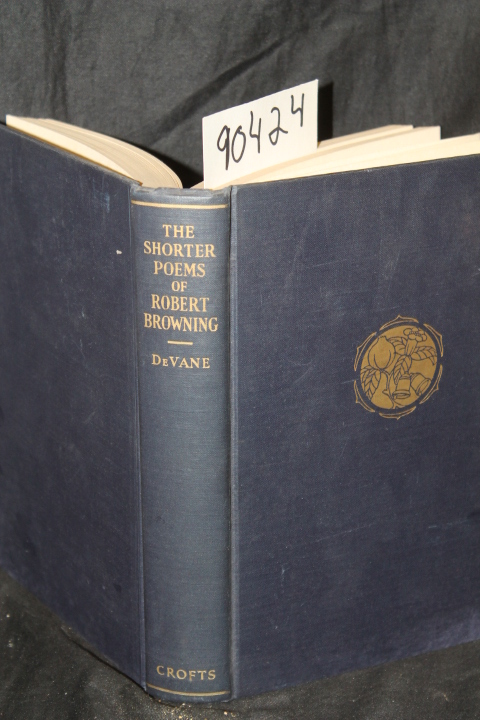 90424
THE
SHORTER
POEMS
OF
ROBERT
BROWNING
DeVANE
CROFTS